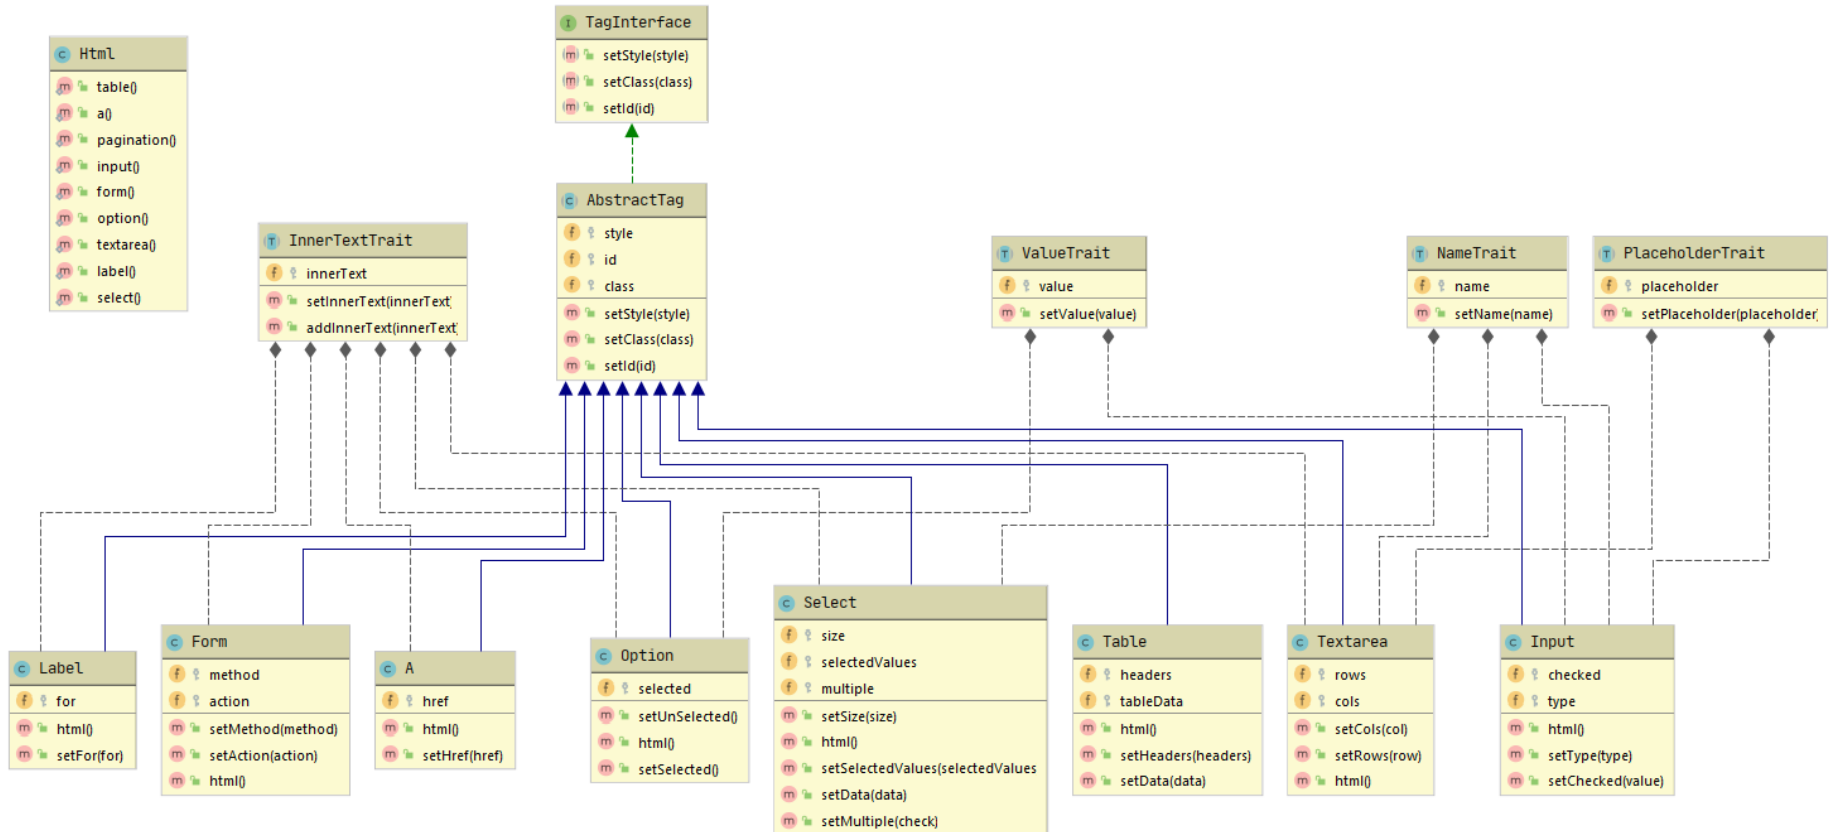 TagInterface
setStyle(style)
setClass(class)
setId(id)
Html
table()
a()
pagination()
input()
form()
option()
textarea()
label()
select()
AbstractTag
style
id
class
setStyle(style)
setClass(class)
setId(id)
InnerTextTrait
innerText
setInnerText(innerText)
addInnerText(innerText)
ValueTrait
value
setValue(value)
NameTrait
name
setName(name)
PlaceholderTrait
placeholder
setPlaceholder(placeholder)
Label
for
html()
setFor(for)
Form
method
action
setMethod(method)
setAction(action)
html()
A
href
html()
setHref(href)
Option
selected
setUnSelected()
html()
setSelected()
Select
size
selectedValues
multiple
setSize(size)
html()
setSelectedValues(selectedValues
setData(data)
setMultiple(check)
Table
headers
tableData
html()
setHeaders(headers)
setData(data)
Textarea
rows
cols
setCols(col)
setRows(row)
html()
Input
checked
type
html()
setType(type)
setChecked(value)